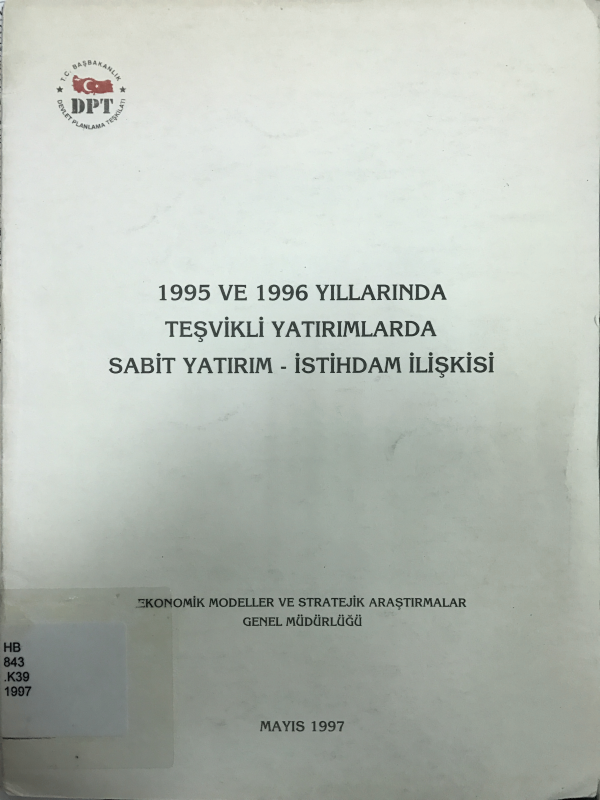 T.C. BAŞBAKANLIK
DPT
DEVLET PLANLAMA TEŞKİLATI
1995 VE 1996 YILLARINDA
TEŞVİKLİ YATIRIMLARDA
SABİT YATIRIM - İSTİHDAM İLİŞKİSİ
EKONOMİK MODELLER VE STRATEJİK ARAŞTIRMALAR
GENEL MÜDÜRLÜĞÜ
HB
843
.K39
1997
MAYIS 1997